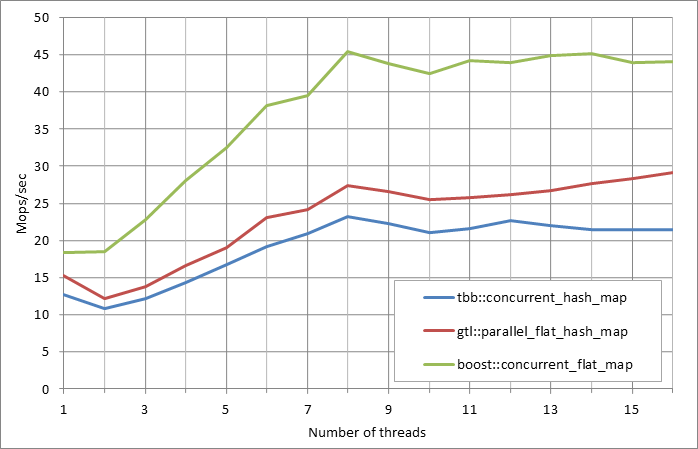 50
45
40
35
30
25
20
15
10
5
0
Mops/sec
1 3 5 7 9 11 13 15
Number of threads
tbb::concurrent_hash_map
gtl::parallel_flat_hash_map
boost::concurrent_flat_map